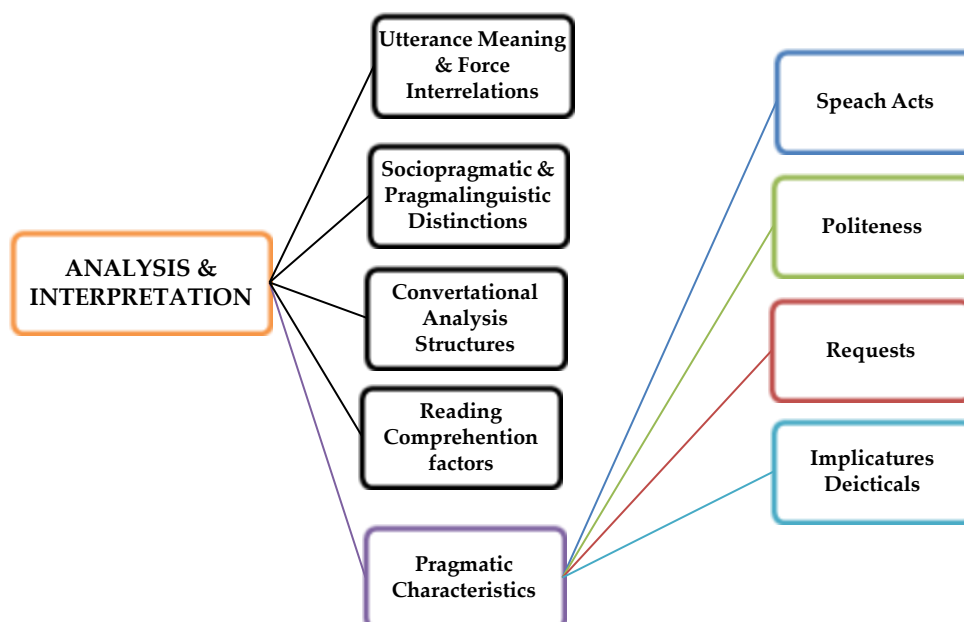 ANALYSIS &
INTERPRETATION
Utterance Meaning
& Force
Interrelations
Sociopragmatic &
Pragmalinguistic
Distinctions
Convertational
Analysis
Structures
Reading
Comprehention
factors
Pragmatic
Characteristics
Speach Acts
Politeness
Requests
Implicatures
Deicticals